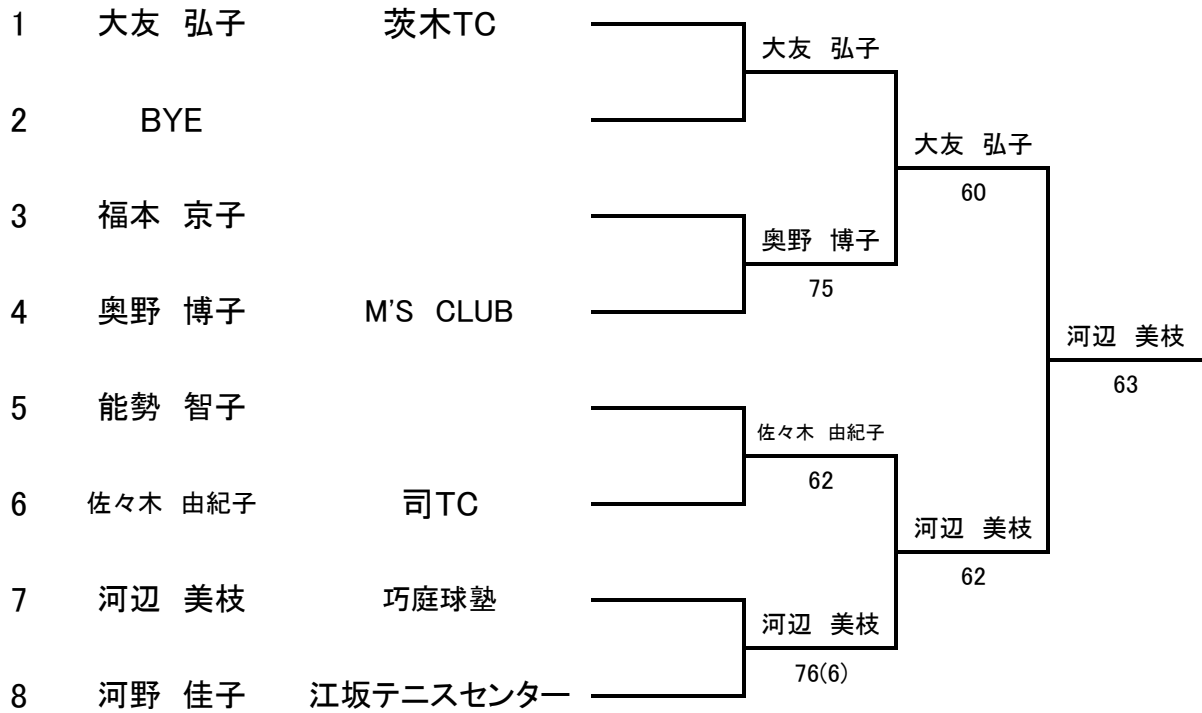 1 大友 弘子 茨木TC
大友 弘子
2 BYE
大友 弘子
60
3 福本 京子
奥野 博子
75
4 奥野 博子 M'S CLUB
河辺 美枝
63
5 能勢 智子
佐々木 由紀子
62
6 佐々木 由紀子 司TC
河辺 美枝
62
7 河辺 美枝 巧庭球塾
河辺 美枝
76(6)
8 河野 佳子 江坂テニスセンター